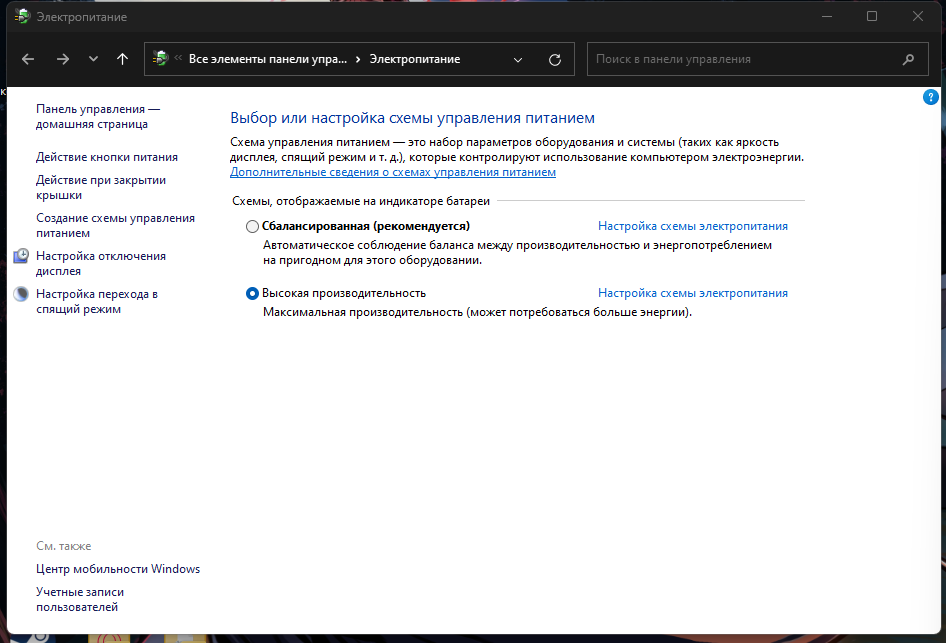 Электропитание
« Все элементы панели упра... › Электропитание
Поиск в панели управления
Панель управления —
домашняя страница
Действие кнопки питания
Действие при закрытии
крышки
Создание схемы управления
питанием
Настройка отключения
дисплея
Настройка перехода в
спящий режим
?
Выбор или настройка схемы управления питанием
Схема управления питанием — это набор параметров оборудования и системы (таких как яркость
дисплея, спящий режим и т. д.), которые контролируют использование компьютером электроэнергии.
Дополнительные сведения о схемах управления питанием
Схемы, отображаемые на индикаторе батареи
Сбалансированная (рекомендуется) Настройка схемы электропитания
Автоматическое соблюдение баланса между производительностью и энергопотреблением
на пригодном для этого оборудовании.
Высокая производительность Настройка схемы электропитания
Максимальная производительность (может потребоваться больше энергии).
См. также
Центр мобильности Windows
Учетные записи
пользователей